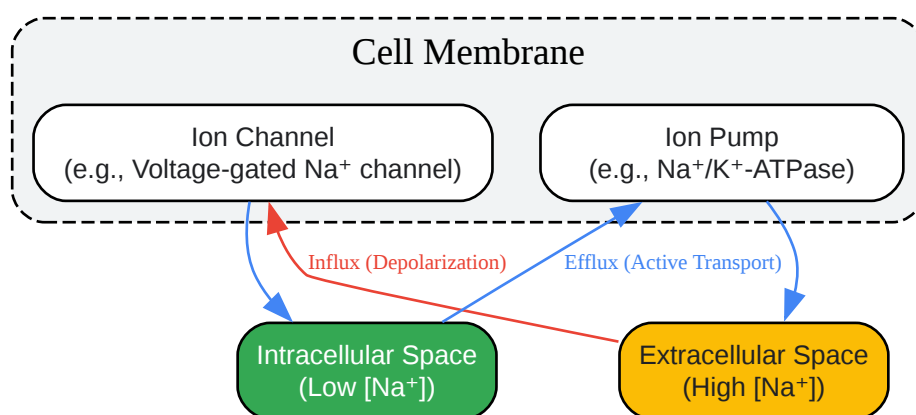 Cell Membrane
Ion Channel
(e.g., Voltage-gated Na⁺ channel)
Ion Pump
(e.g., Na⁺/K⁺-ATPase)
Influx (Depolarization)
Efflux (Active Transport)
Intracellular Space
(Low [Na⁺])
Extracellular Space
(High [Na⁺])